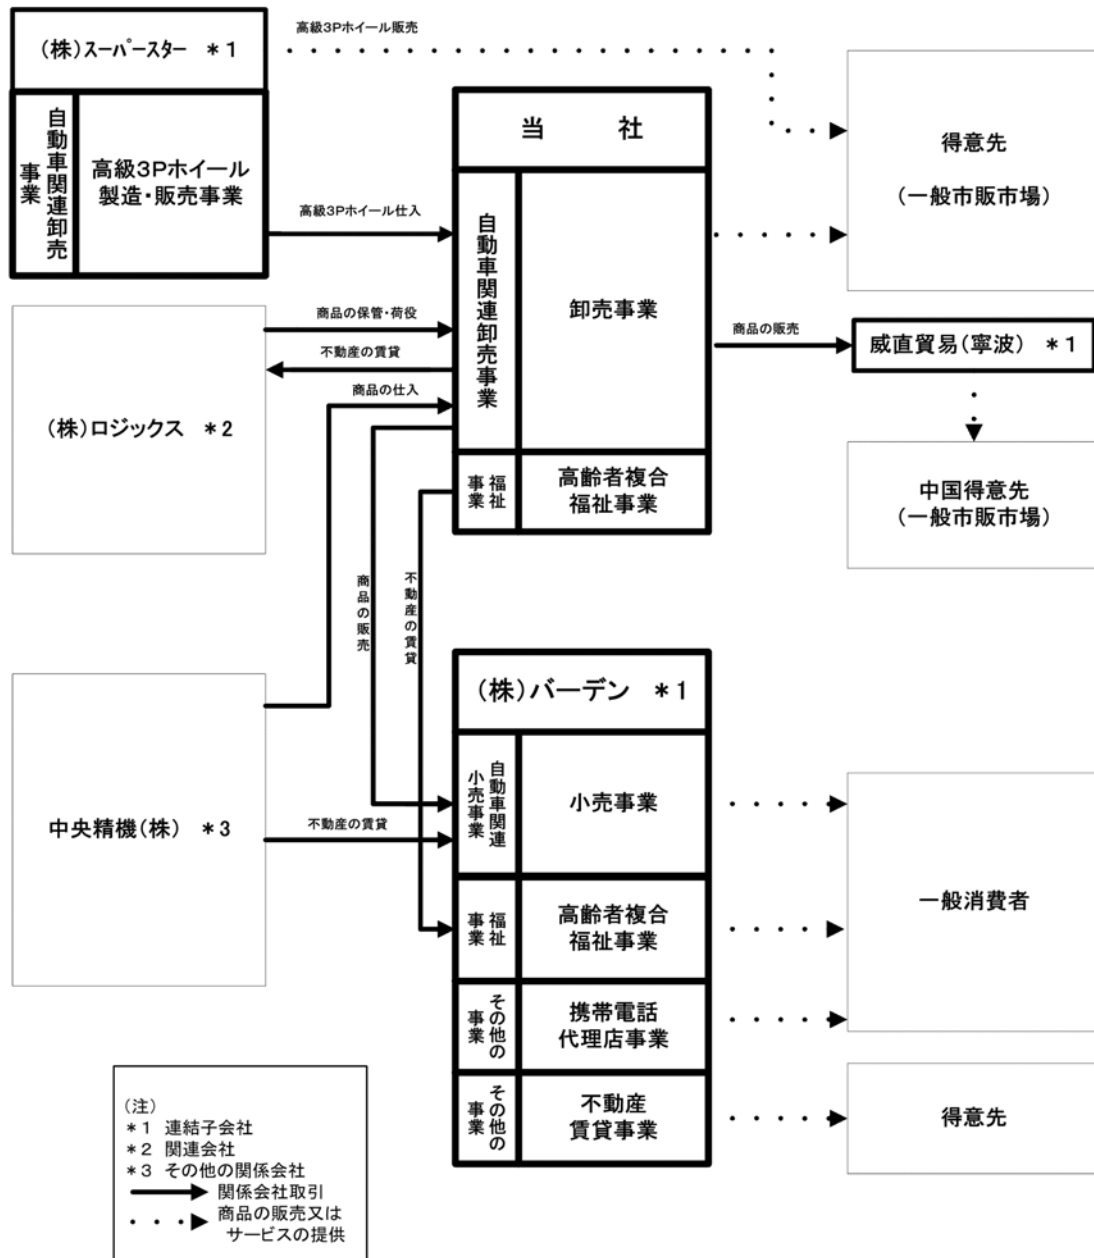 (株)スーパースター ＊1
自動車関連卸売
事業
高級3Pホイール
製造・販売事業
高級3Pホイール販売
高級3Pホイール仕入
当 社
自動車関連卸売事業
卸売事業
福祉
事業
高齢者複合
福祉事業
得意先
(一般市販市場)
商品の保管・荷役
不動産の賃貸
商品の仕入
(株)ロジックス ＊2
商品の販売
威直貿易(寧波) ＊1
中国得意先
(一般市販市場)
商品の販売
不動産の賃貸
中央精機(株) ＊3
不動産の賃貸
(株)バーデン ＊1
自動車関連
小売事業
小売事業
福祉
事業
高齢者複合
福祉事業
その他の
事業
携帯電話
代理店事業
その他の
事業
不動産
賃貸事業
一般消費者
得意先
(注)
＊1 連結子会社
＊2 関連会社
＊3 その他の関係会社
関係会社取引
商品の販売又は
サービスの提供